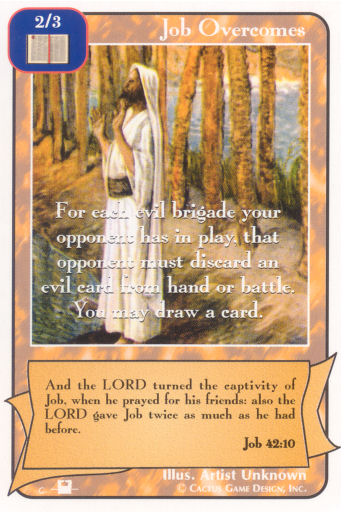 2/3
Job Overcomes
For each evil brigade your
opponent has in play, that
opponent must discard an
evil card from hand or battle.
You may draw a card.
And the LORD turned the captivity of
Job, when he prayed for his friends: also the
LORD gave Job twice as much as he had
before.
Job 42:10
Illus. Artist Unknown
C
© CACTUS GAME DESIGN, INC.